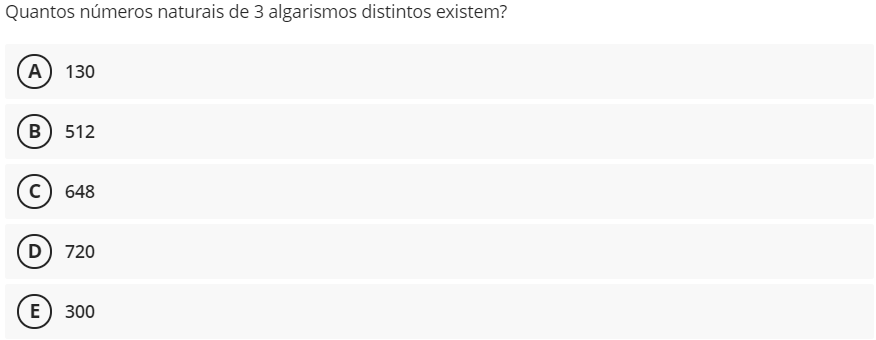 Quantos números naturais de 3 algarismos distintos existem?
A 130
B 512
C 648
D 720
E 300